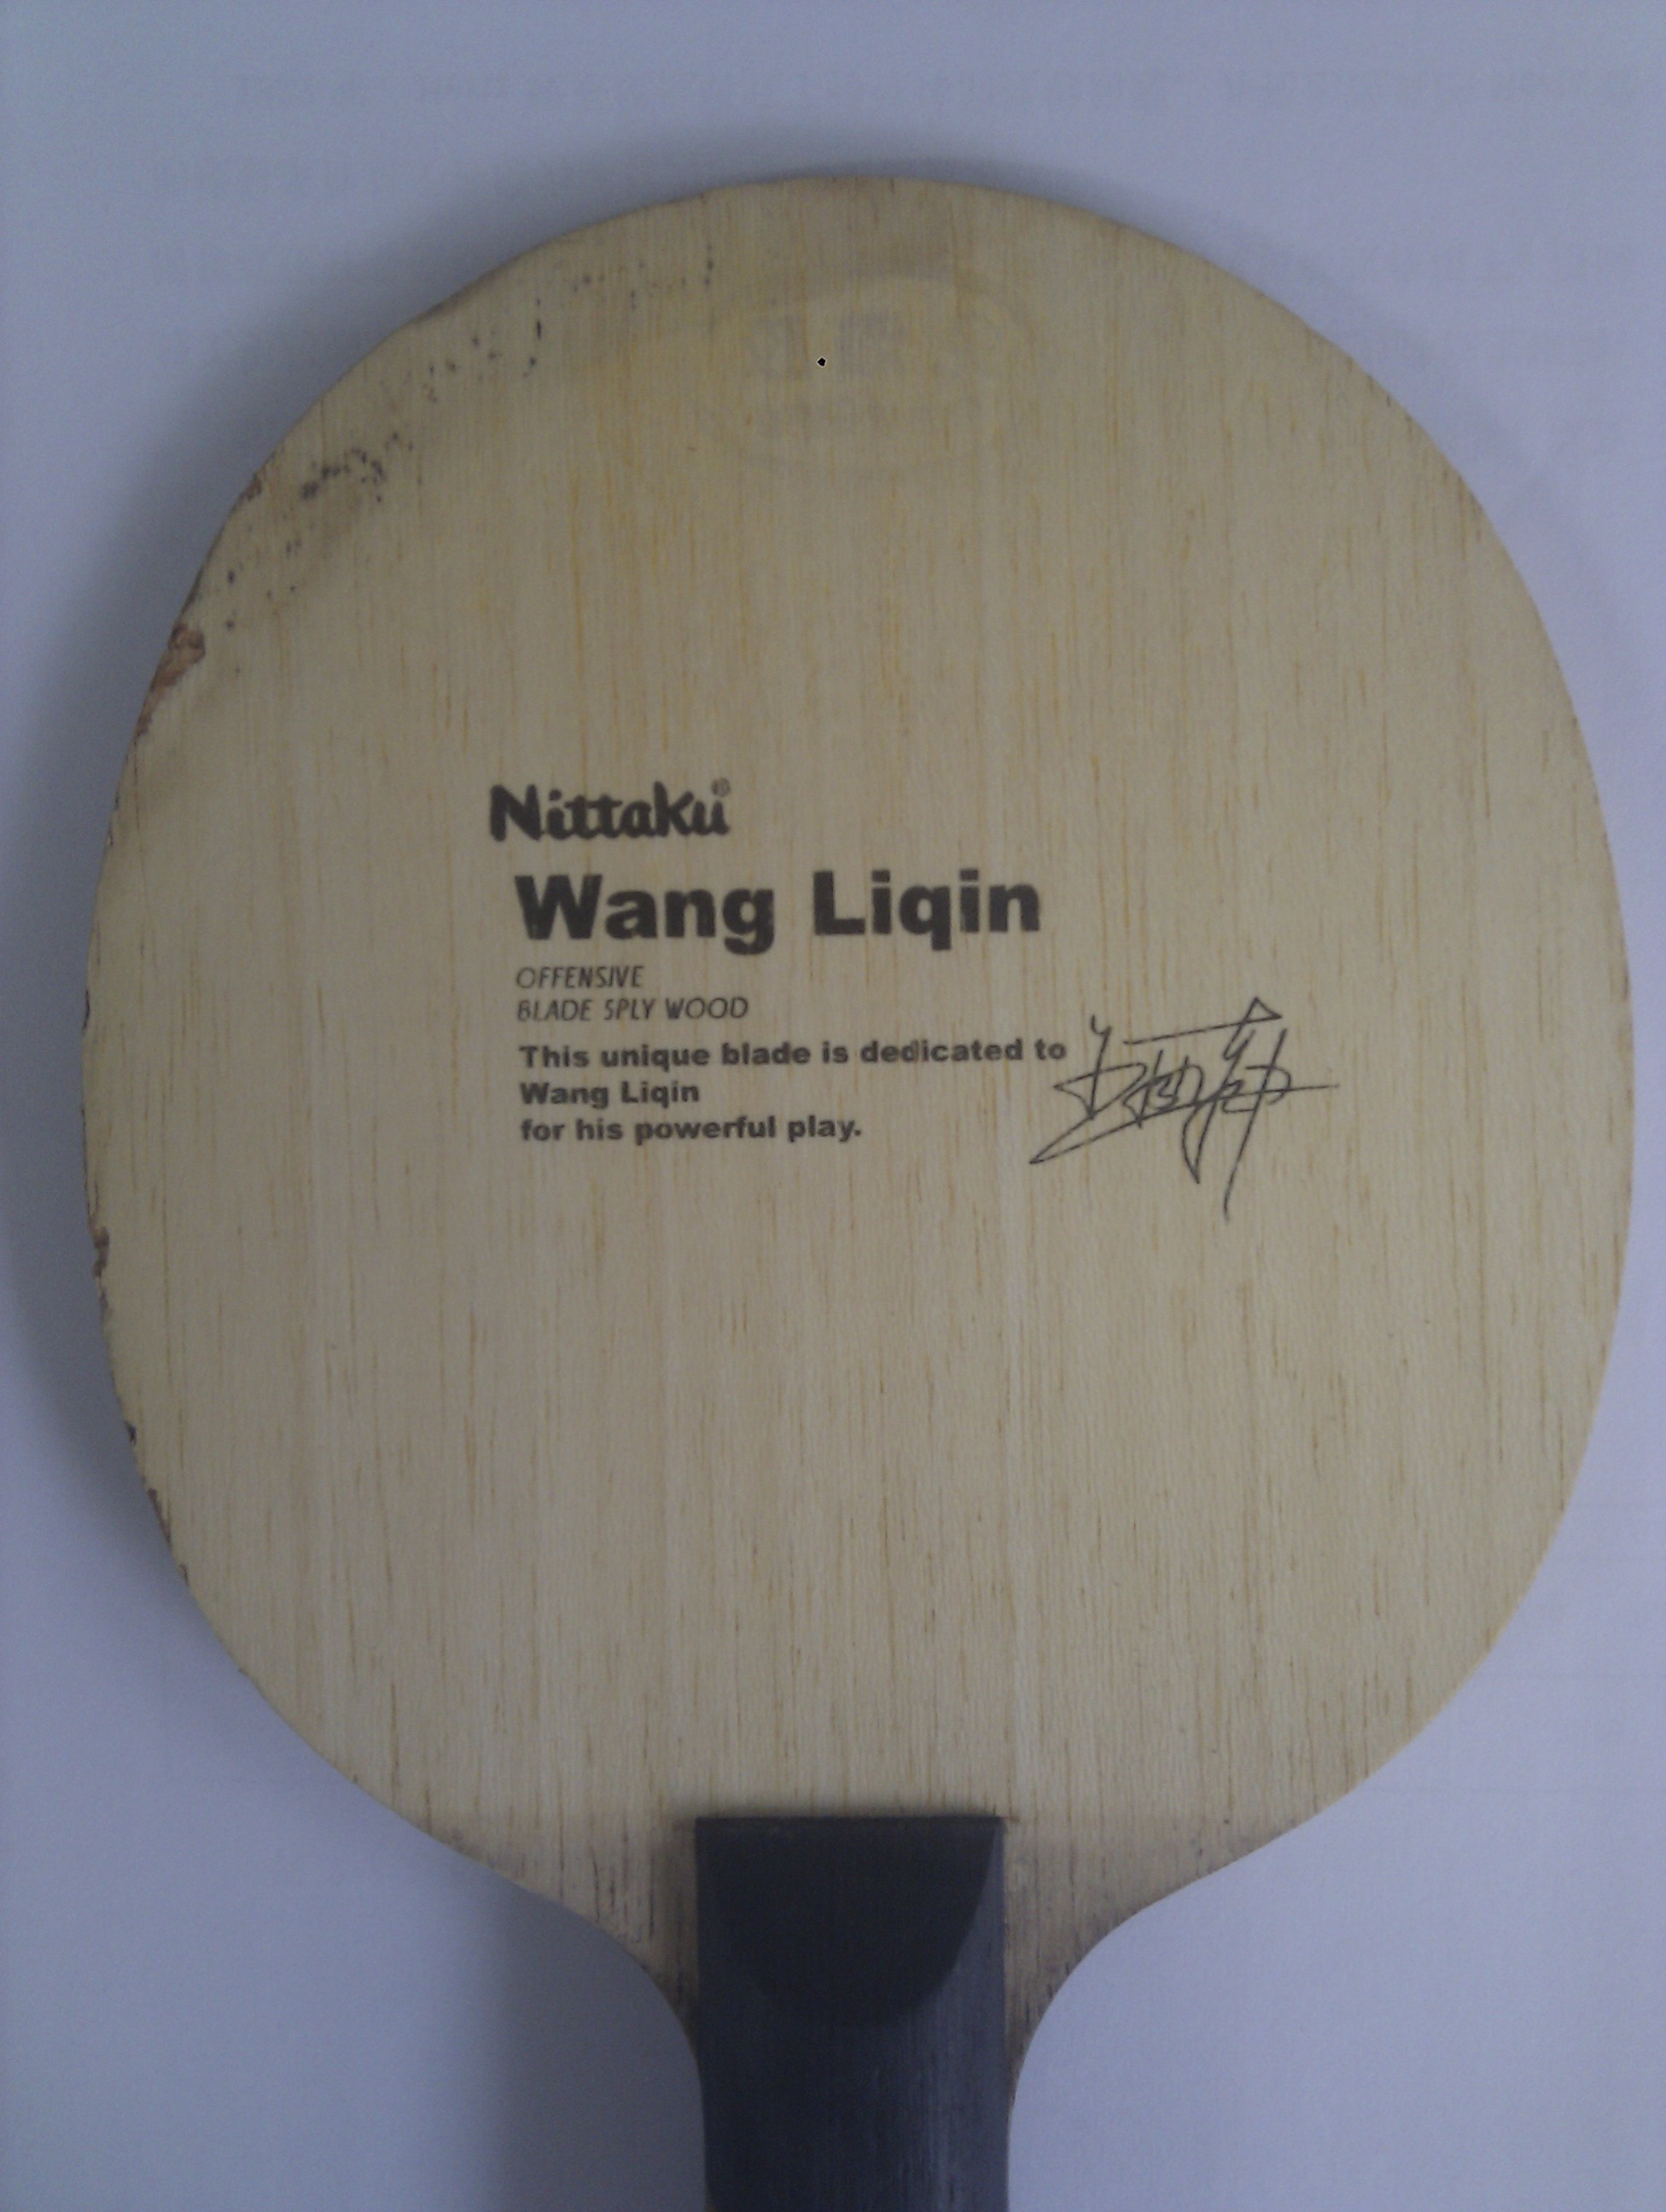 Nittaku®
Wang Liqin
OFFENSIVE
BLADE 5PLY WOOD
This unique blade is dedicated to
Wang Liqin
for his powerful play.